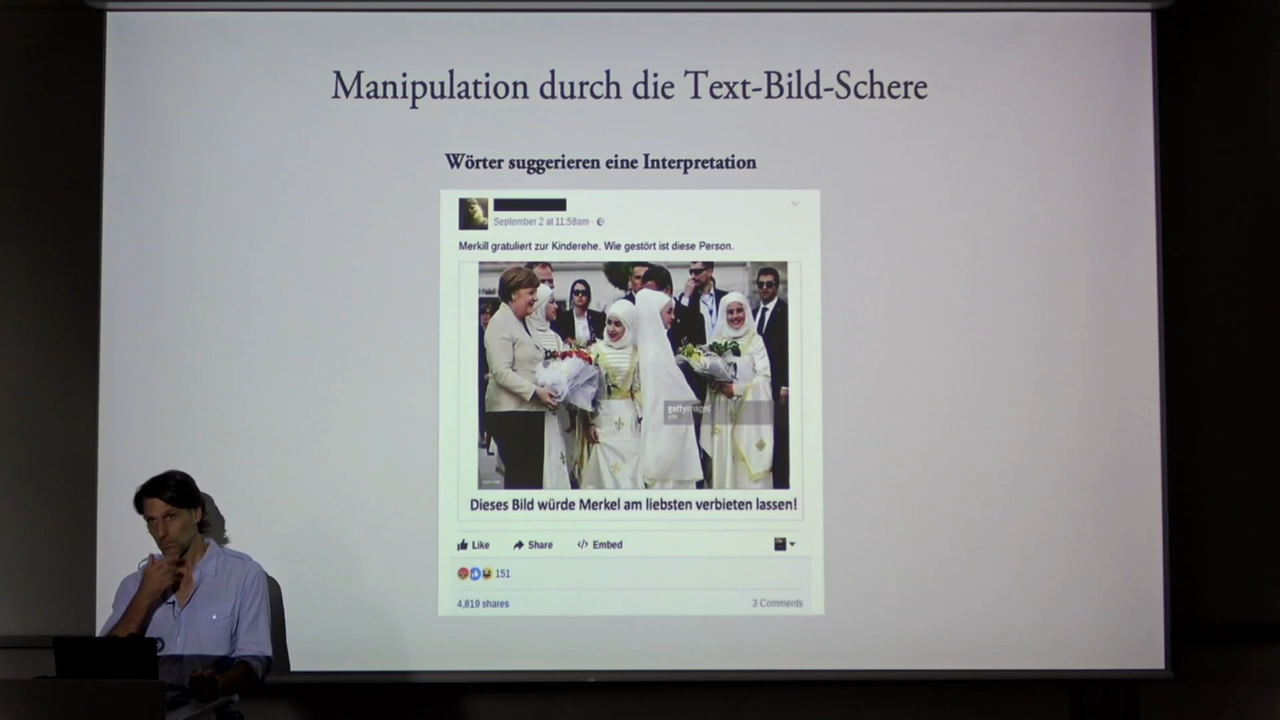 Manipulation durch die Text-Bild-Schere
Wörter suggerieren eine Interpretation
September 2 at 11:58am ·
Merkill gratuliert zur Kinderehe. Wie gestört ist diese Person.
gettyimages
Dieses Bild würde Merkel am liebsten verbieten lassen!
Like Share Embed
151
4,819 shares 3 Comments